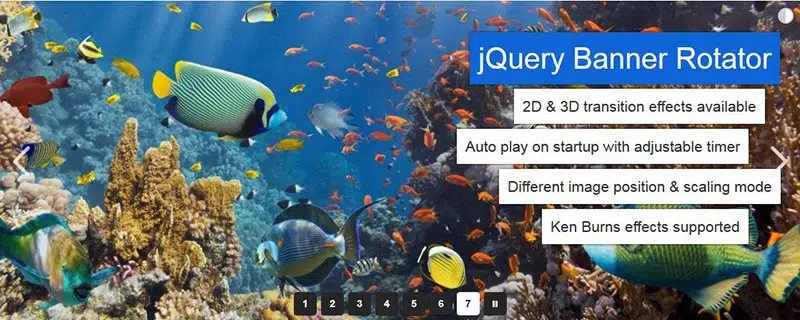 jQuery Banner Rotator
2D & 3D transition effects available
Auto play on startup with adjustable timer
Different image position & scaling mode
Ken Burns effects supported
1 2 3 4 5 6 7